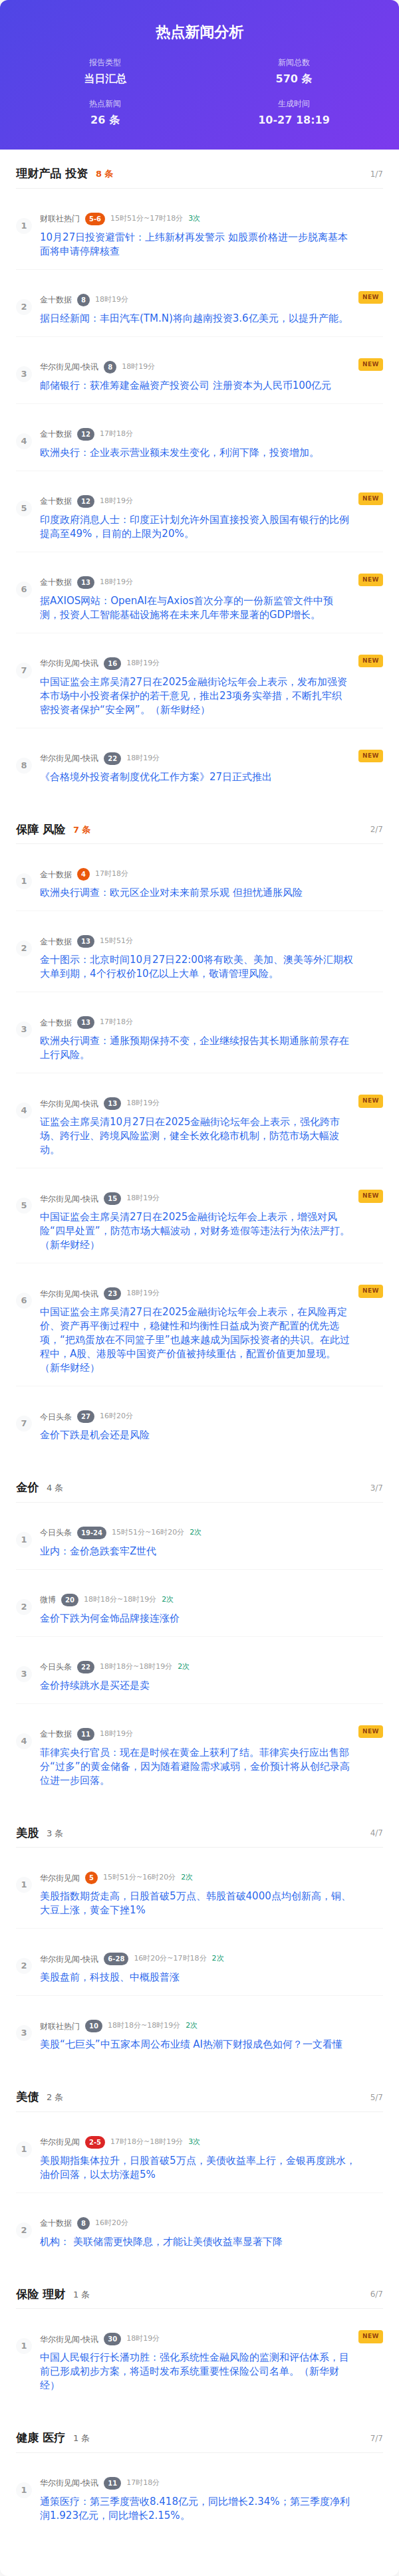 热点新闻分析
报告类型
新闻总数
当日汇总
570 条
热点新闻
生成时间
26 条
10-27 18:19
理财产品 投资 8 条 1/7
1
财联社热门 5-6 15时51分~17时18分 3次
10月27日投资避雷针：上纬新材再发警示 如股票价格进一步脱离基本
面将申请停牌核查
2
金十数据 8 18时19分 NEW
据日经新闻：丰田汽车(TM.N)将向越南投资3.6亿美元，以提升产能。
3
华尔街见闻-快讯 8 18时19分 NEW
邮储银行：获准筹建金融资产投资公司 注册资本为人民币100亿元
4
金十数据 12 17时18分
欧洲央行：企业表示营业额未发生变化，利润下降，投资增加。
5
金十数据 12 18时19分 NEW
印度政府消息人士：印度正计划允许外国直接投资入股国有银行的比例
提高至49%，目前的上限为20%。
6
金十数据 13 18时19分 NEW
据AXIOS网站：OpenAI在与Axios首次分享的一份新监管文件中预
测，投资人工智能基础设施将在未来几年带来显著的GDP增长。
7
华尔街见闻-快讯 16 18时19分 NEW
中国证监会主席吴清27日在2025金融街论坛年会上表示，发布加强资
本市场中小投资者保护的若干意见，推出23项务实举措，不断扎牢织
密投资者保护“安全网”。（新华财经）
8
华尔街见闻-快讯 22 18时19分 NEW
《合格境外投资者制度优化工作方案》27日正式推出
保障 风险 7 条 2/7
1
金十数据 4 17时18分
欧洲央行调查：欧元区企业对未来前景乐观 但担忧通胀风险
2
金十数据 13 15时51分
金十图示：北京时间10月27日22:00将有欧美、美加、澳美等外汇期权
大单到期，4个行权价10亿以上大单，敬请管理风险。
3
金十数据 13 17时18分
欧洲央行调查：通胀预期保持不变，企业继续报告其长期通胀前景存在
上行风险。
4
华尔街见闻-快讯 13 18时19分 NEW
证监会主席吴清10月27日在2025金融街论坛年会上表示，强化跨市
场、跨行业、跨境风险监测，健全长效化稳市机制，防范市场大幅波
动。
5
华尔街见闻-快讯 15 18时19分 NEW
中国证监会主席吴清27日在2025金融街论坛年会上表示，增强对风
险“四早处置”，防范市场大幅波动，对财务造假等违法行为依法严打。
（新华财经）
6
华尔街见闻-快讯 23 18时19分 NEW
中国证监会主席吴清27日在2025金融街论坛年会上表示，在风险再定
价、资产再平衡过程中，稳健性和均衡性日益成为资产配置的优先选
项，“把鸡蛋放在不同篮子里”也越来越成为国际投资者的共识。在此过
程中，A股、港股等中国资产价值被持续重估，配置价值更加显现。
（新华财经）
7
今日头条 27 16时20分
金价下跌是机会还是风险
金价 4 条 3/7
1
今日头条 19-24 15时51分~16时20分 2次
业内：金价急跌套牢Z世代
2
微博 20 18时18分~18时19分 2次
金价下跌为何金饰品牌接连涨价
3
今日头条 22 18时18分~18时19分 2次
金价持续跳水是买还是卖
4
金十数据 11 18时19分 NEW
菲律宾央行官员：现在是时候在黄金上获利了结。菲律宾央行应出售部
分“过多”的黄金储备，因为随着避险需求减弱，金价预计将从创纪录高
位进一步回落。
美股 3 条 4/7
1
华尔街见闻 5 15时51分~16时20分 2次
美股指数期货走高，日股首破5万点、韩股首破4000点均创新高，铜、
大豆上涨，黄金下挫1%
2
华尔街见闻-快讯 6-28 16时20分~17时18分 2次
美股盘前，科技股、中概股普涨
3
财联社热门 10 18时18分~18时19分 2次
美股“七巨头”中五家本周公布业绩 AI热潮下财报成色如何？一文看懂
美债 2 条 5/7
1
华尔街见闻 2-5 17时18分~18时19分 3次
美股期指集体拉升，日股首破5万点，美债收益率上行，金银再度跳水，
油价回落，以太坊涨超5%
2
金十数据 8 16时20分
机构： 美联储需更快降息，才能让美债收益率显著下降
保险 理财 1 条 6/7
1
华尔街见闻-快讯 30 18时19分 NEW
中国人民银行行长潘功胜：强化系统性金融风险的监测和评估体系，目
前已形成初步方案，将适时发布系统重要性保险公司名单。（新华财
经）
健康 医疗 1 条 7/7
1
华尔街见闻-快讯 11 17时18分
通策医疗：第三季度营收8.418亿元，同比增长2.34%；第三季度净利
润1.923亿元，同比增长2.15%。